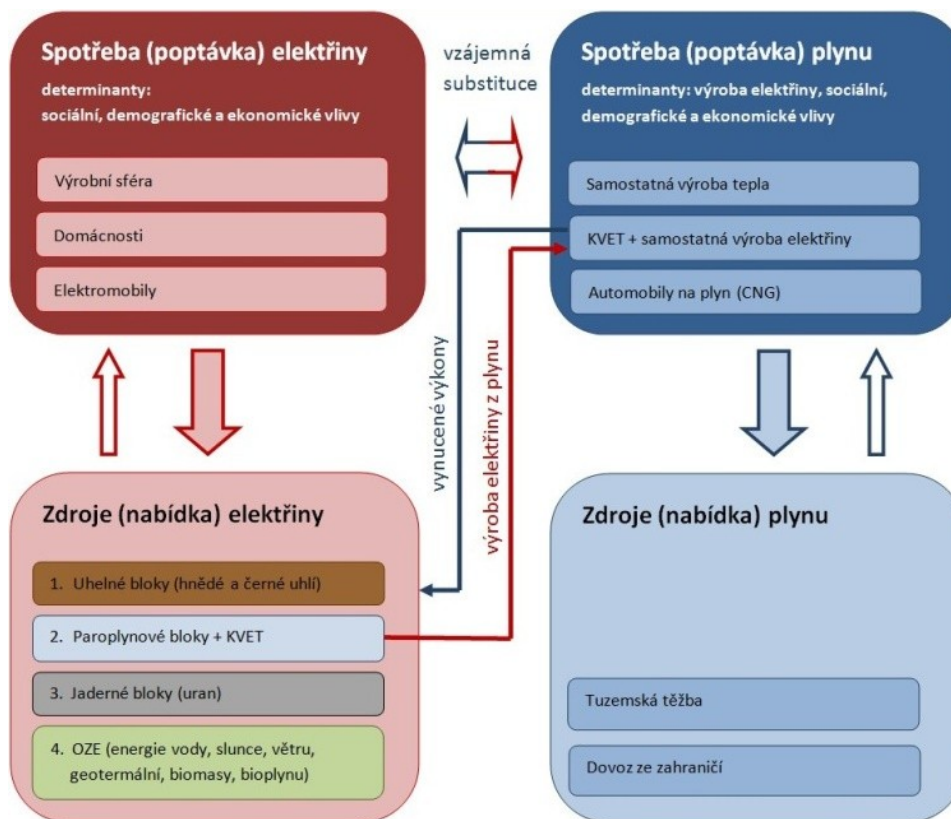 Spotřeba (poptávka) elektřiny
determinanty:
sociální, demografické a ekonomické vlivy
Výrobní sféra
Domácnosti
Elektromobily
vzájemná
substituce
Spotřeba (poptávka) plynu
determinanty: výroba elektřiny, sociální,
demografické a ekonomické vlivy
Samostatná výroba tepla
KVET + samostatná výroba elektřiny
Automobily na plyn (CNG)
vynucené výkony
výroba elektřiny z plynu
Zdroje (nabídka) elektřiny
1. Uhelné bloky (hnědé a černé uhlí)
2. Paroplynové bloky + KVET
3. Jaderné bloky (uran)
4. OZE (energie vody, slunce, větru,
geotermální, biomasy, bioplynu)
Zdroje (nabídka) plynu
Tuzemská těžba
Dovoz ze zahraničí